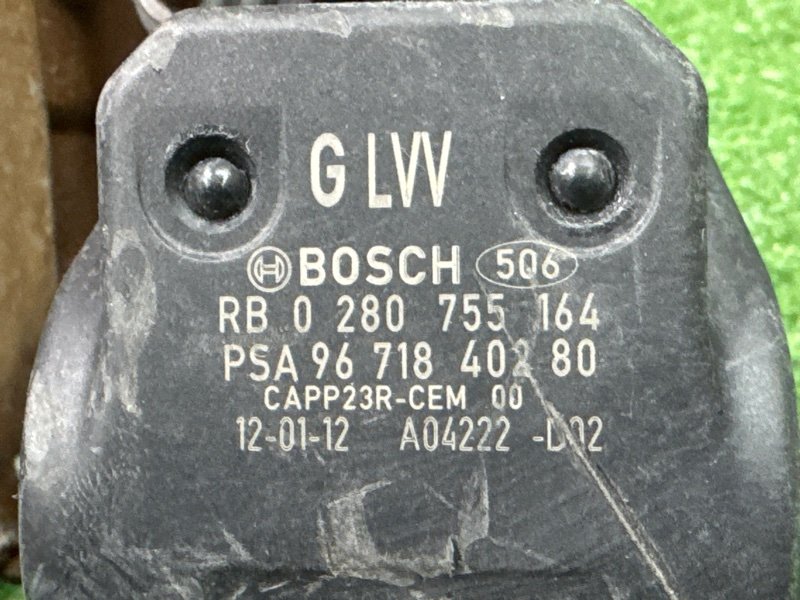 G LVV
BOSCH 506
RB 0 280 755 164
PSA 96 718 402 80
CAPP23R-CEM 00
12-01-12 A04222 -D02